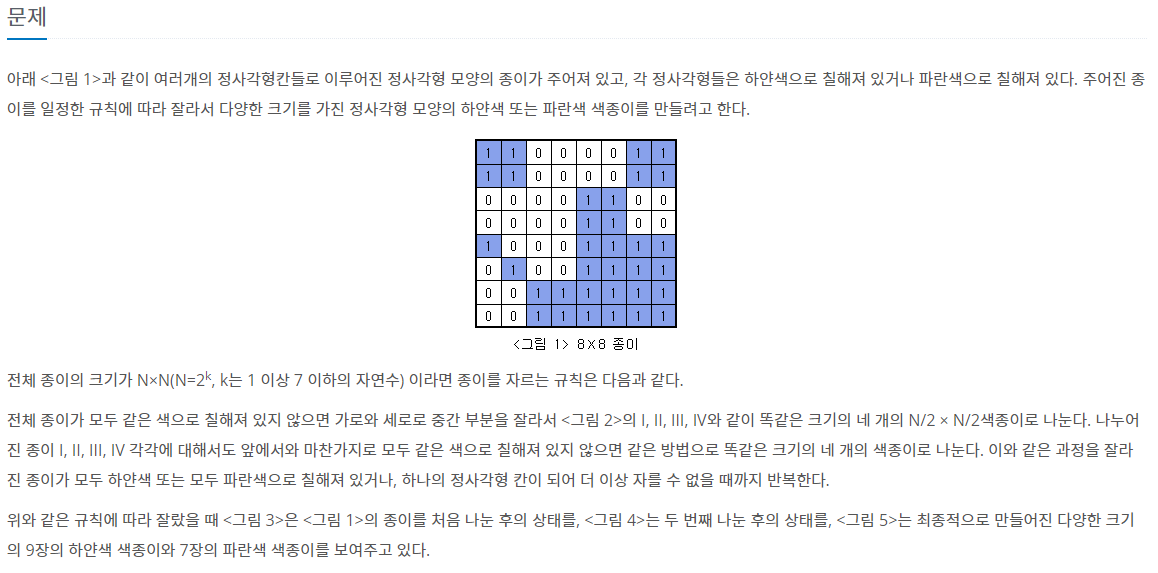 문제
아래 <그림 1>과 같이 여러개의 정사각형칸들로 이루어진 정사각형 모양의 종이가 주어져 있고, 각 정사각형들은 하얀색으로 칠해져 있거나 파란색으로 칠해져 있다. 주어진 종
이를 일정한 규칙에 따라 잘라서 다양한 크기를 가진 정사각형 모양의 하얀색 또는 파란색 색종이를 만들려고 한다.
1 1 0 0 0 0 1 1
1 1 0 0 0 0 1 1
0 0 0 0 1 1 0 0
0 0 0 0 1 1 0 0
1 0 0 0 1 1 1 1
0 1 0 0 1 1 1 1
0 0 1 1 1 1 1 1
0 0 1 1 1 1 1 1
<그림 1> 8X8 종이
전체 종이의 크기가 N×N(N=2ᵏ, k는 1 이상 7 이하의 자연수) 이라면 종이를 자르는 규칙은 다음과 같다.
전체 종이가 모두 같은 색으로 칠해져 있지 않으면 가로와 세로로 중간 부분을 잘라서 <그림 2>의 I, II, III, IV와 같이 똑같은 크기의 네 개의 N/2 × N/2색종이로 나눈다. 나누어
진 종이 I, II, III, IV 각각에 대해서도 앞에서와 마찬가지로 모두 같은 색으로 칠해져 있지 않으면 같은 방법으로 똑같은 크기의 네 개의 색종이로 나눈다. 이와 같은 과정을 잘라
진 종이가 모두 하얀색 또는 모두 파란색으로 칠해져 있거나, 하나의 정사각형 칸이 되어 더 이상 자를 수 없을 때까지 반복한다.
위와 같은 규칙에 따라 잘랐을 때 <그림 3>은 <그림 1>의 종이를 처음 나눈 후의 상태를, <그림 4>는 두 번째 나눈 후의 상태를, <그림 5>는 최종적으로 만들어진 다양한 크기
의 9장의 하얀색 색종이와 7장의 파란색 색종이를 보여주고 있다.